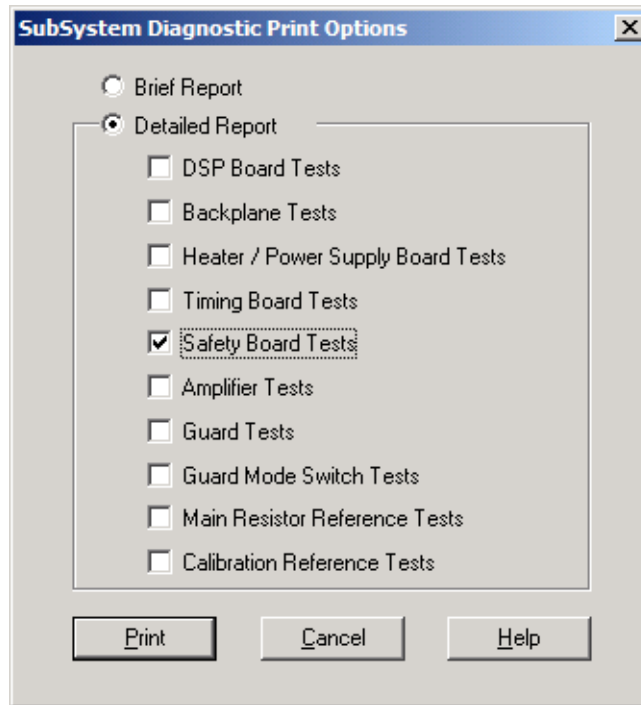 SubSystem Diagnostic Print Options
Brief Report
Detailed Report
DSP Board Tests
Backplane Tests
Heater / Power Supply Board Tests
Timing Board Tests
Safety Board Tests
Amplifier Tests
Guard Tests
Guard Mode Switch Tests
Main Resistor Reference Tests
Calibration Reference Tests
Print Cancel Help